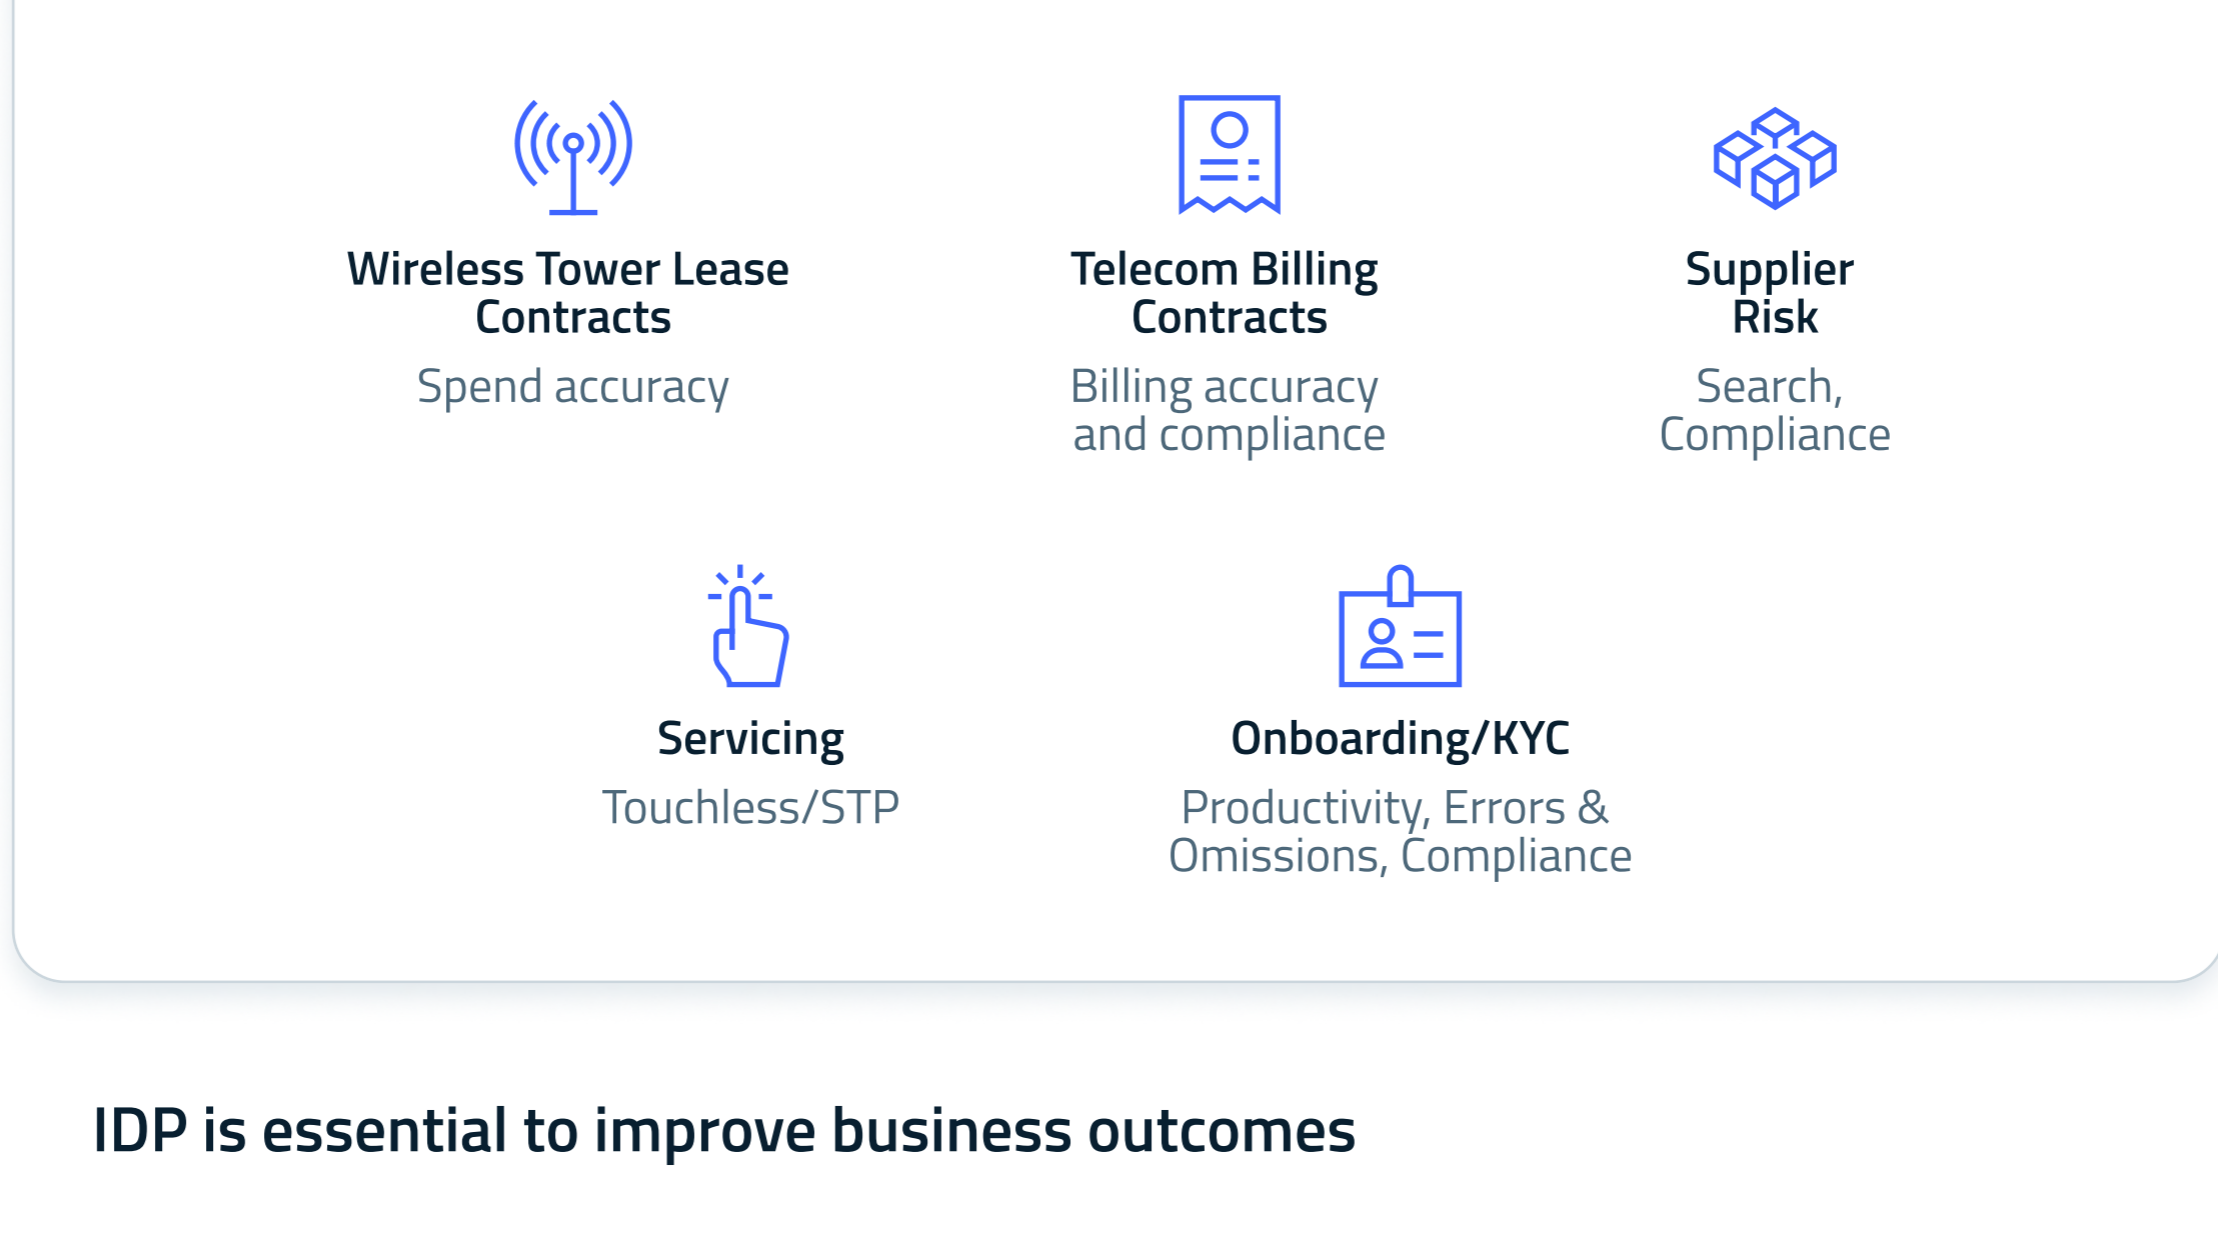 Wireless Tower Lease
Contracts
Spend accuracy
Telecom Billing
Contracts
Billing accuracy
and compliance
Supplier
Risk
Search,
Compliance
Servicing
Touchless/STP
Onboarding/KYC
Productivity, Errors &
Omissions, Compliance
IDP is essential to improve business outcomes